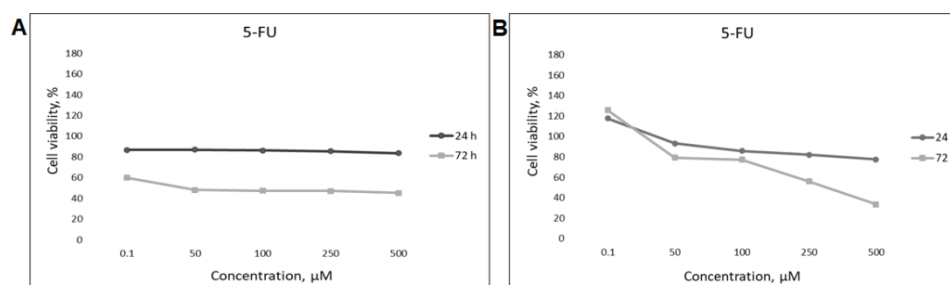 A
5-FU
Cell viability, %
180
160
140
120
100
80
60
40
20
0
0.1 50 100 250 500
Concentration, µM
24 h
72 h
B
5-FU
Cell viability, %
180
160
140
120
100
80
60
40
20
0
0.1 50 100 250 500
Concentration, µM
24
72